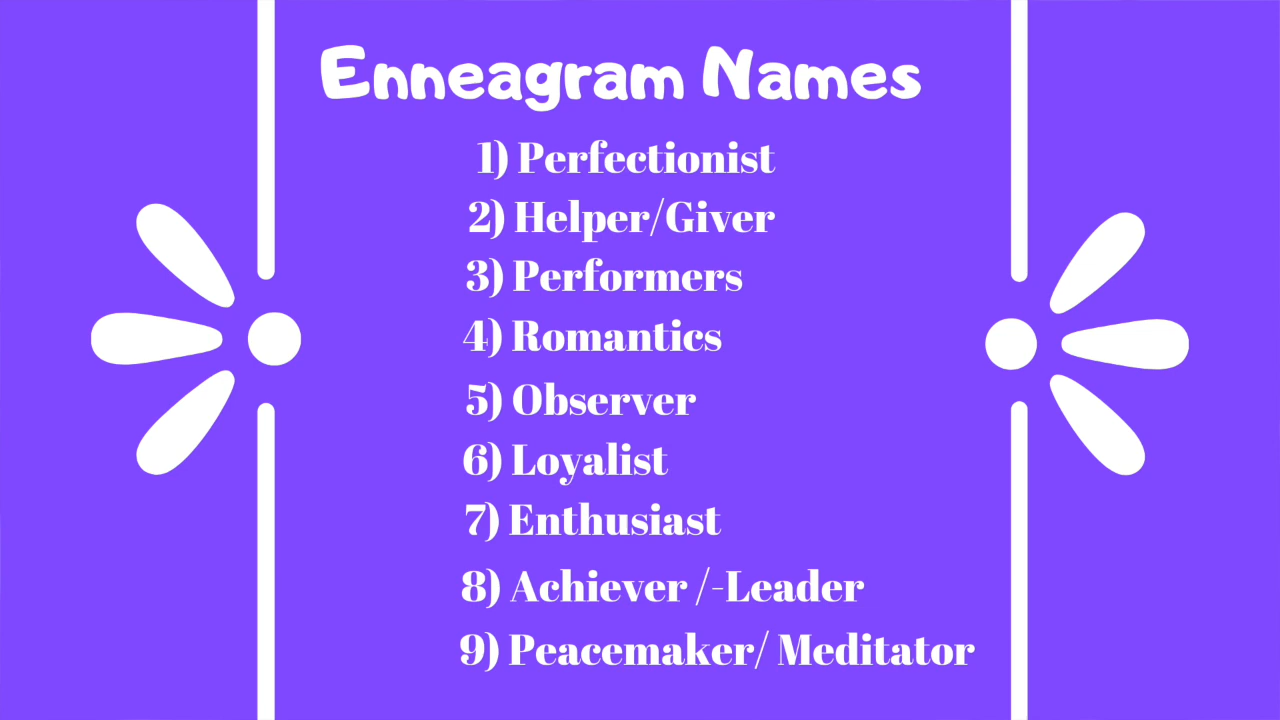 Enneagram Names
1) Perfectionist
2) Helper/Giver
3) Performers
4) Romantics
5) Observer
6) Loyalist
7) Enthusiast
8) Achiever /-Leader
9) Peacemaker/ Meditator